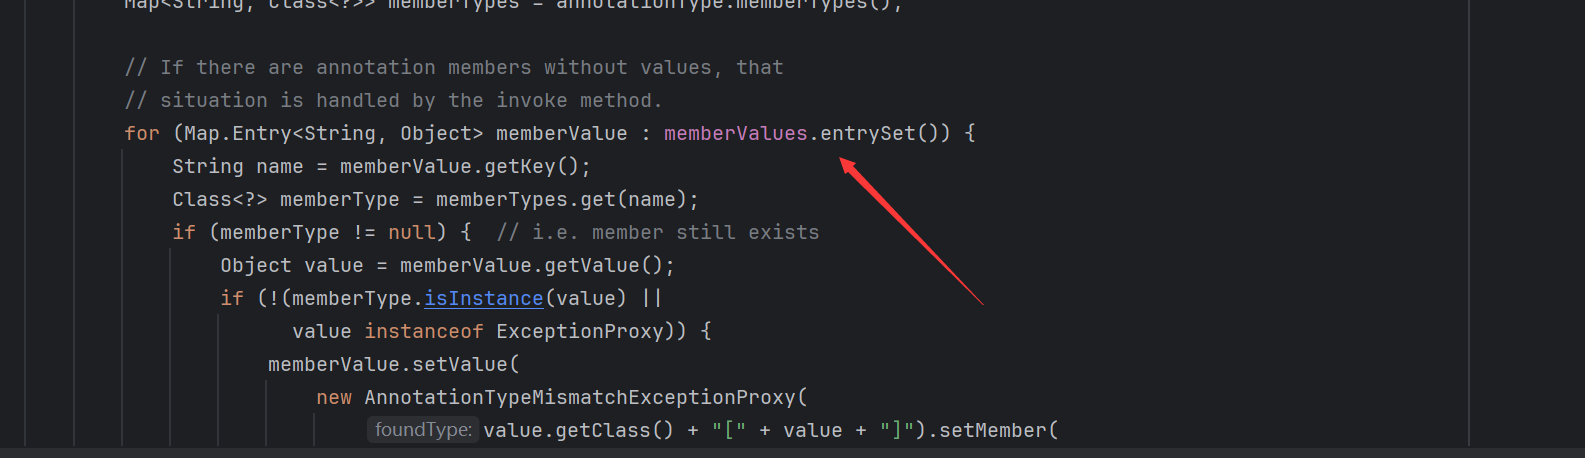 Map<String, Class<?>> memberTypes = annotationType.memberTypes();
// If there are annotation members without values, that
// situation is handled by the invoke method.
for (Map.Entry<String, Object> memberValue : memberValues.entrySet()) {
String name = memberValue.getKey();
Class<?> memberType = memberTypes.get(name);
if (memberType != null) {  // i.e. member still exists
Object value = memberValue.getValue();
if (!(memberType.isInstance(value) ||
value instanceof ExceptionProxy)) {
memberValue.setValue(
new AnnotationTypeMismatchExceptionProxy(
foundType: value.getClass() + "[" + value + "]").setMember(